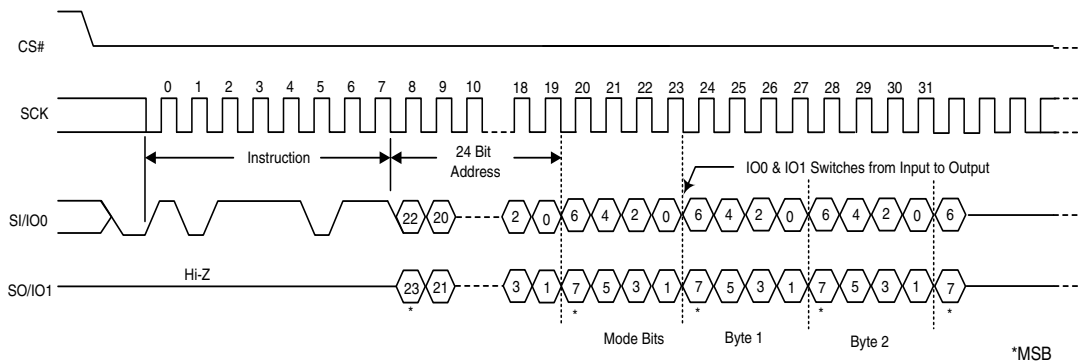 CS#
0 1 2 3 4 5 6 7 8 9 10 18 19 20 21 22 23 24 25 26 27 28 29 30 31
SCK
Instruction
24 Bit
Address
IO0 & IO1 Switches from Input to Output
SI/IO0
22 20 2 0 6 4 2 0 6 4 2 0 6 4 2 0 6
Hi-Z
SO/IO1
23 21 3 1 7 5 3 1 7 5 3 1 7 5 3 1 7
* * * * *
Mode Bits Byte 1 Byte 2
*MSB